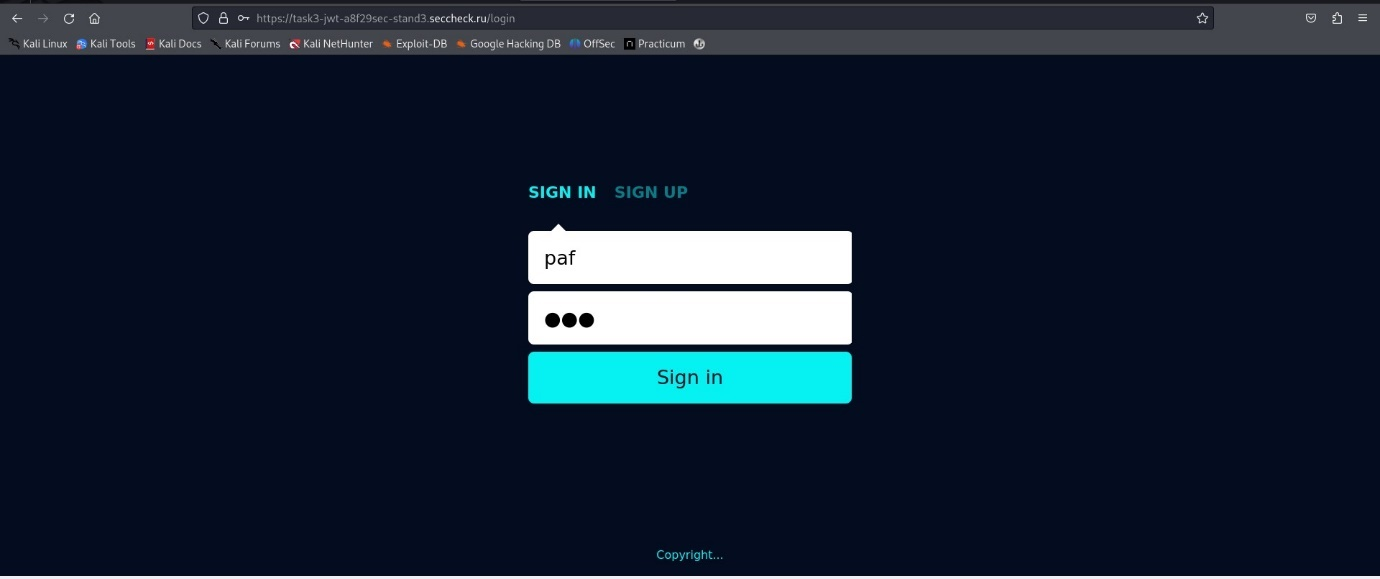 https://task3-jwt-a8f29sec-stand3.seccheck.ru/login
Kali Linux Kali Tools Kali Docs Kali Forums Kali NetHunter Exploit-DB Google Hacking DB OffSec Practicum
SIGN IN SIGN UP
paf
Sign in
Copyright...